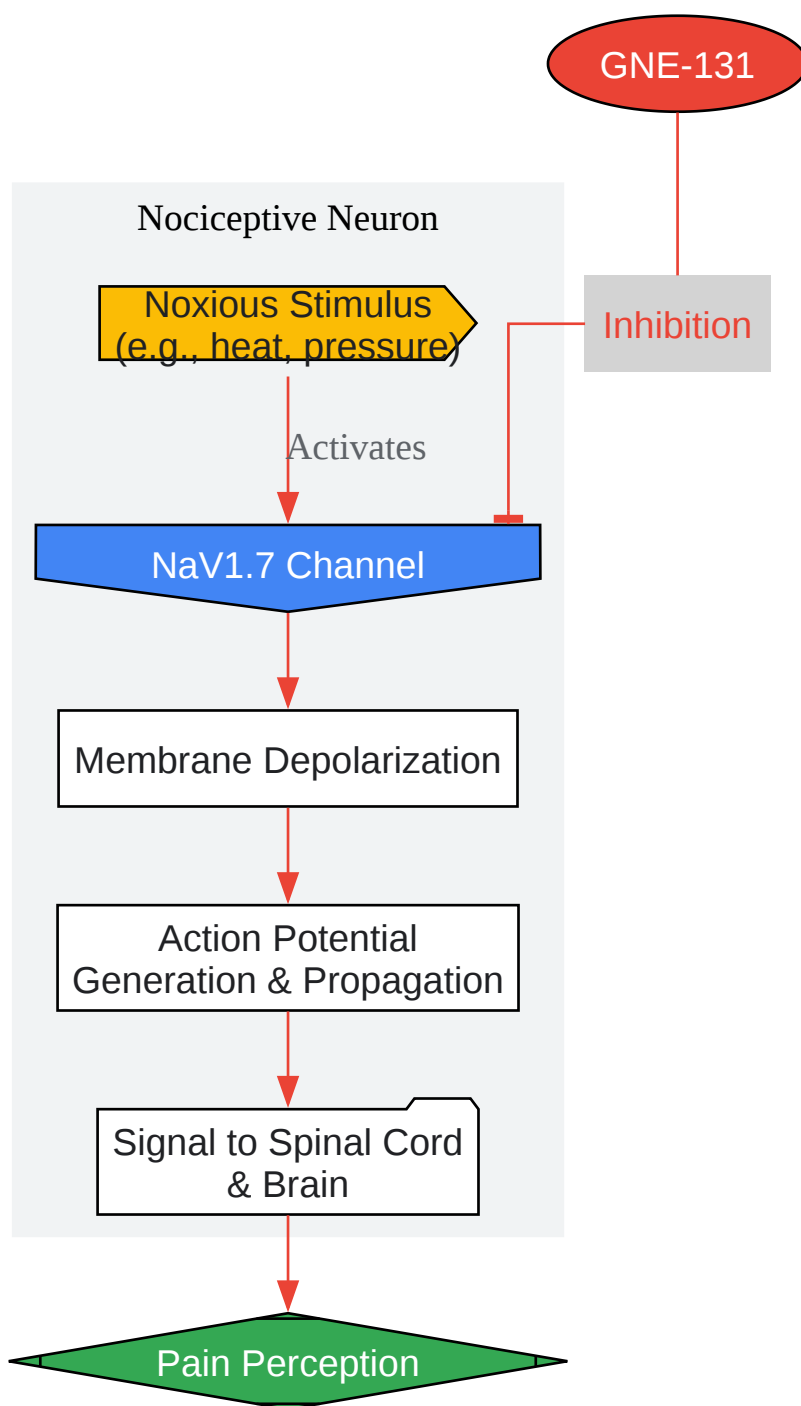 GNE-131
Nociceptive Neuron
Noxious Stimulus
(e.g., heat, pressure)
Inhibition
Activates
NaV1.7 Channel
Membrane Depolarization
Action Potential
Generation & Propagation
Signal to Spinal Cord
& Brain
Pain Perception